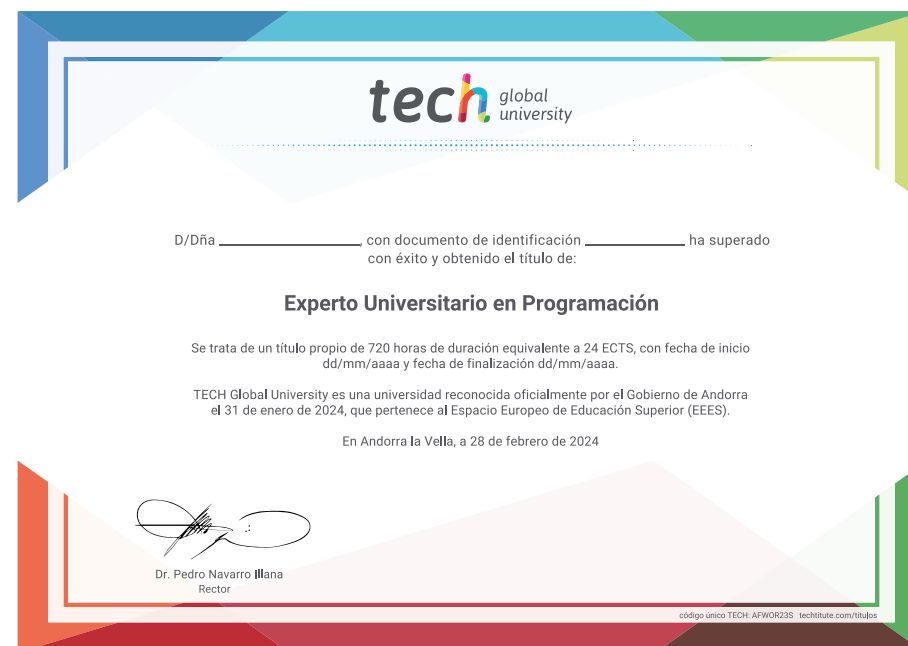 tech global
university
D/Dña ____________________, con documento de identificación ______________ ha superado
con éxito y obtenido el título de:
Experto Universitario en Programación
Se trata de un título propio de 720 horas de duración equivalente a 24 ECTS, con fecha de inicio
dd/mm/aaaa y fecha de finalización dd/mm/aaaa.
TECH Global University es una universidad reconocida oficialmente por el Gobierno de Andorra
el 31 de enero de 2024, que pertenece al Espacio Europeo de Educación Superior (EEES).
En Andorra la Vella, a 28 de febrero de 2024
Dr. Pedro Navarro Illana
Rector
código único TECH: AFWOR23S techtitute.com/titulos